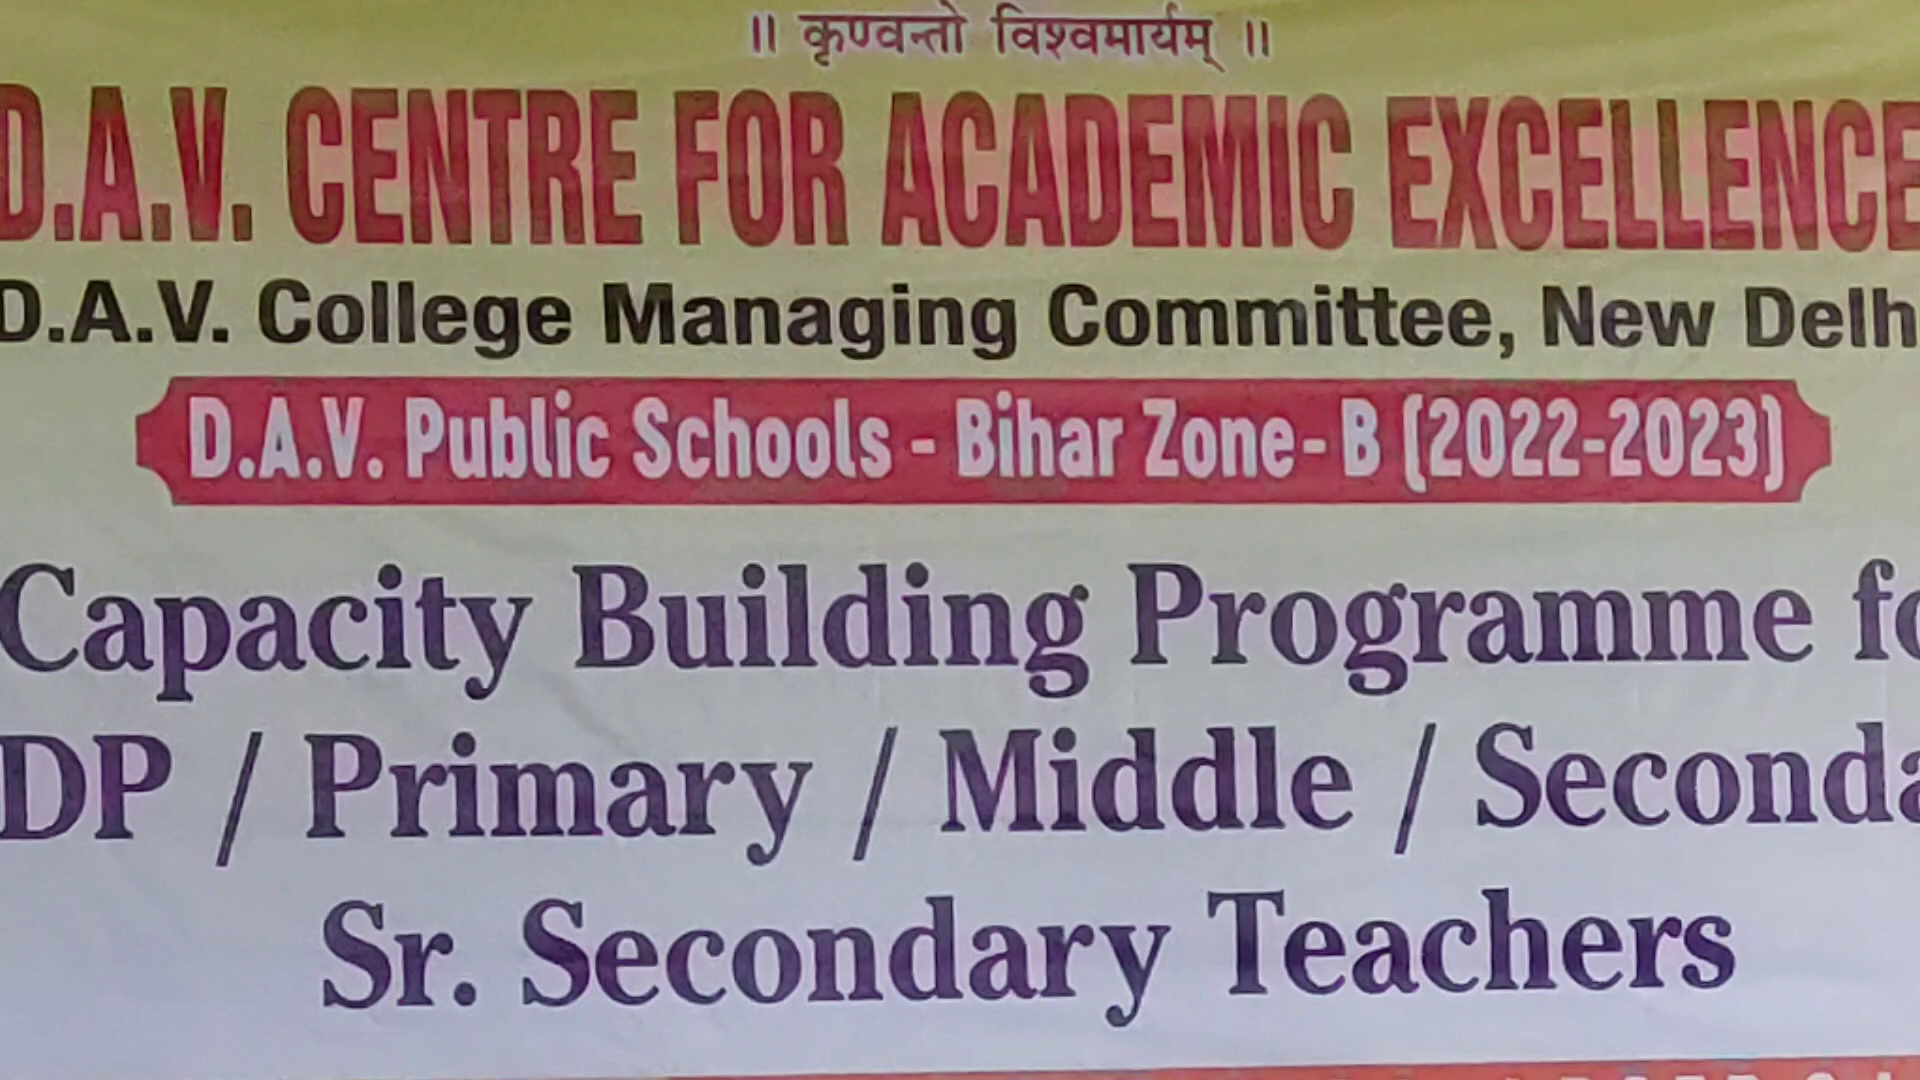 ॥ कृण्वन्तो विश्वमार्यम् ॥
D.A.V. CENTRE FOR ACADEMIC EXCELLENCE
D.A.V. College Managing Committee, New Delh
D.A.V. Public Schools - Bihar Zone- B (2022-2023)
Capacity Building Programme fo
DP / Primary / Middle / Seconda
Sr. Secondary Teachers